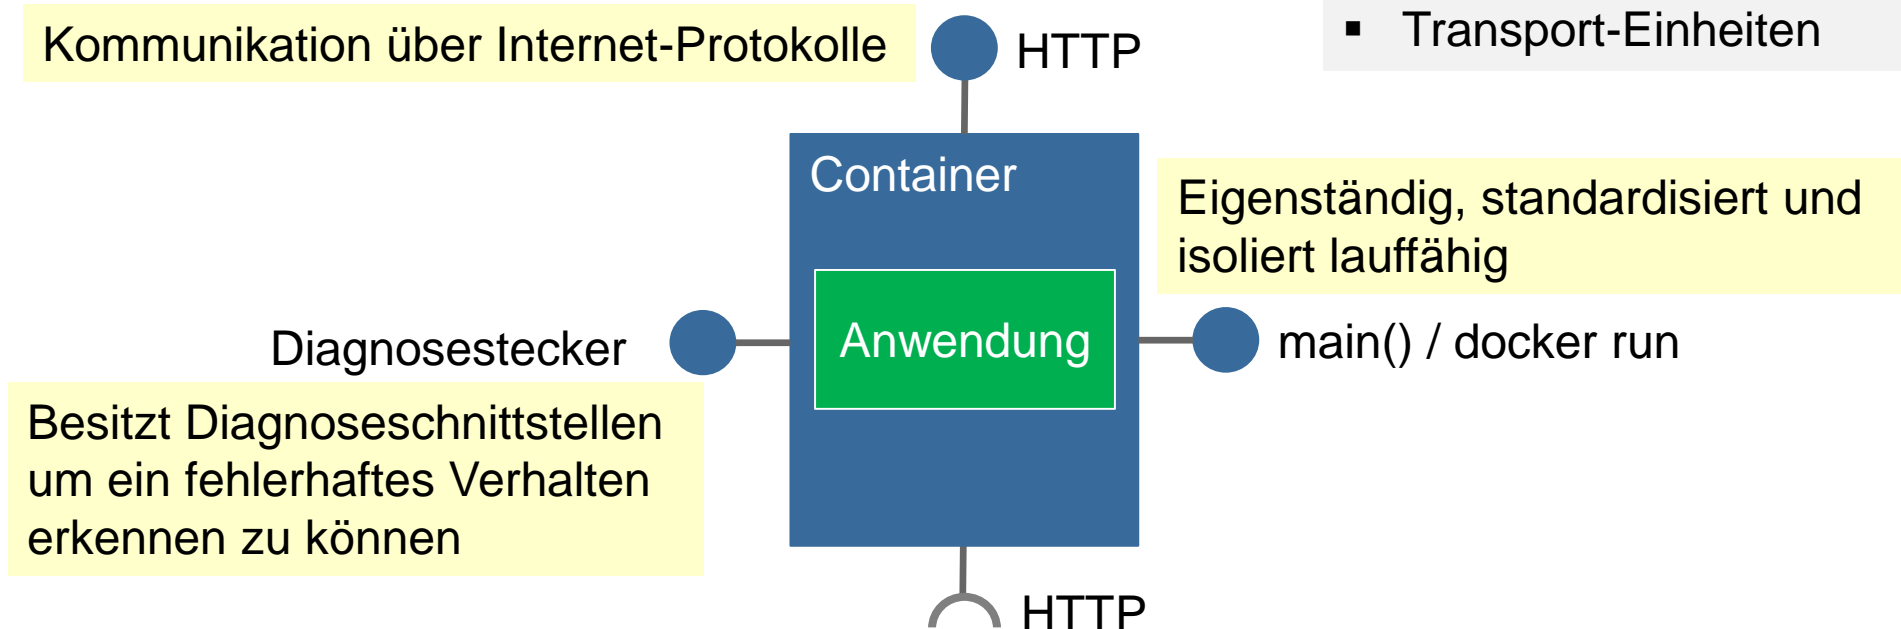 Kommunikation über Internet-Protokolle
HTTP
▪ Transport-Einheiten
Container
Eigenständig, standardisiert und
isoliert lauffähig
Anwendung
Diagnosestecker
main() / docker run
Besitzt Diagnoseschnittstellen
um ein fehlerhaftes Verhalten
erkennen zu können
HTTP